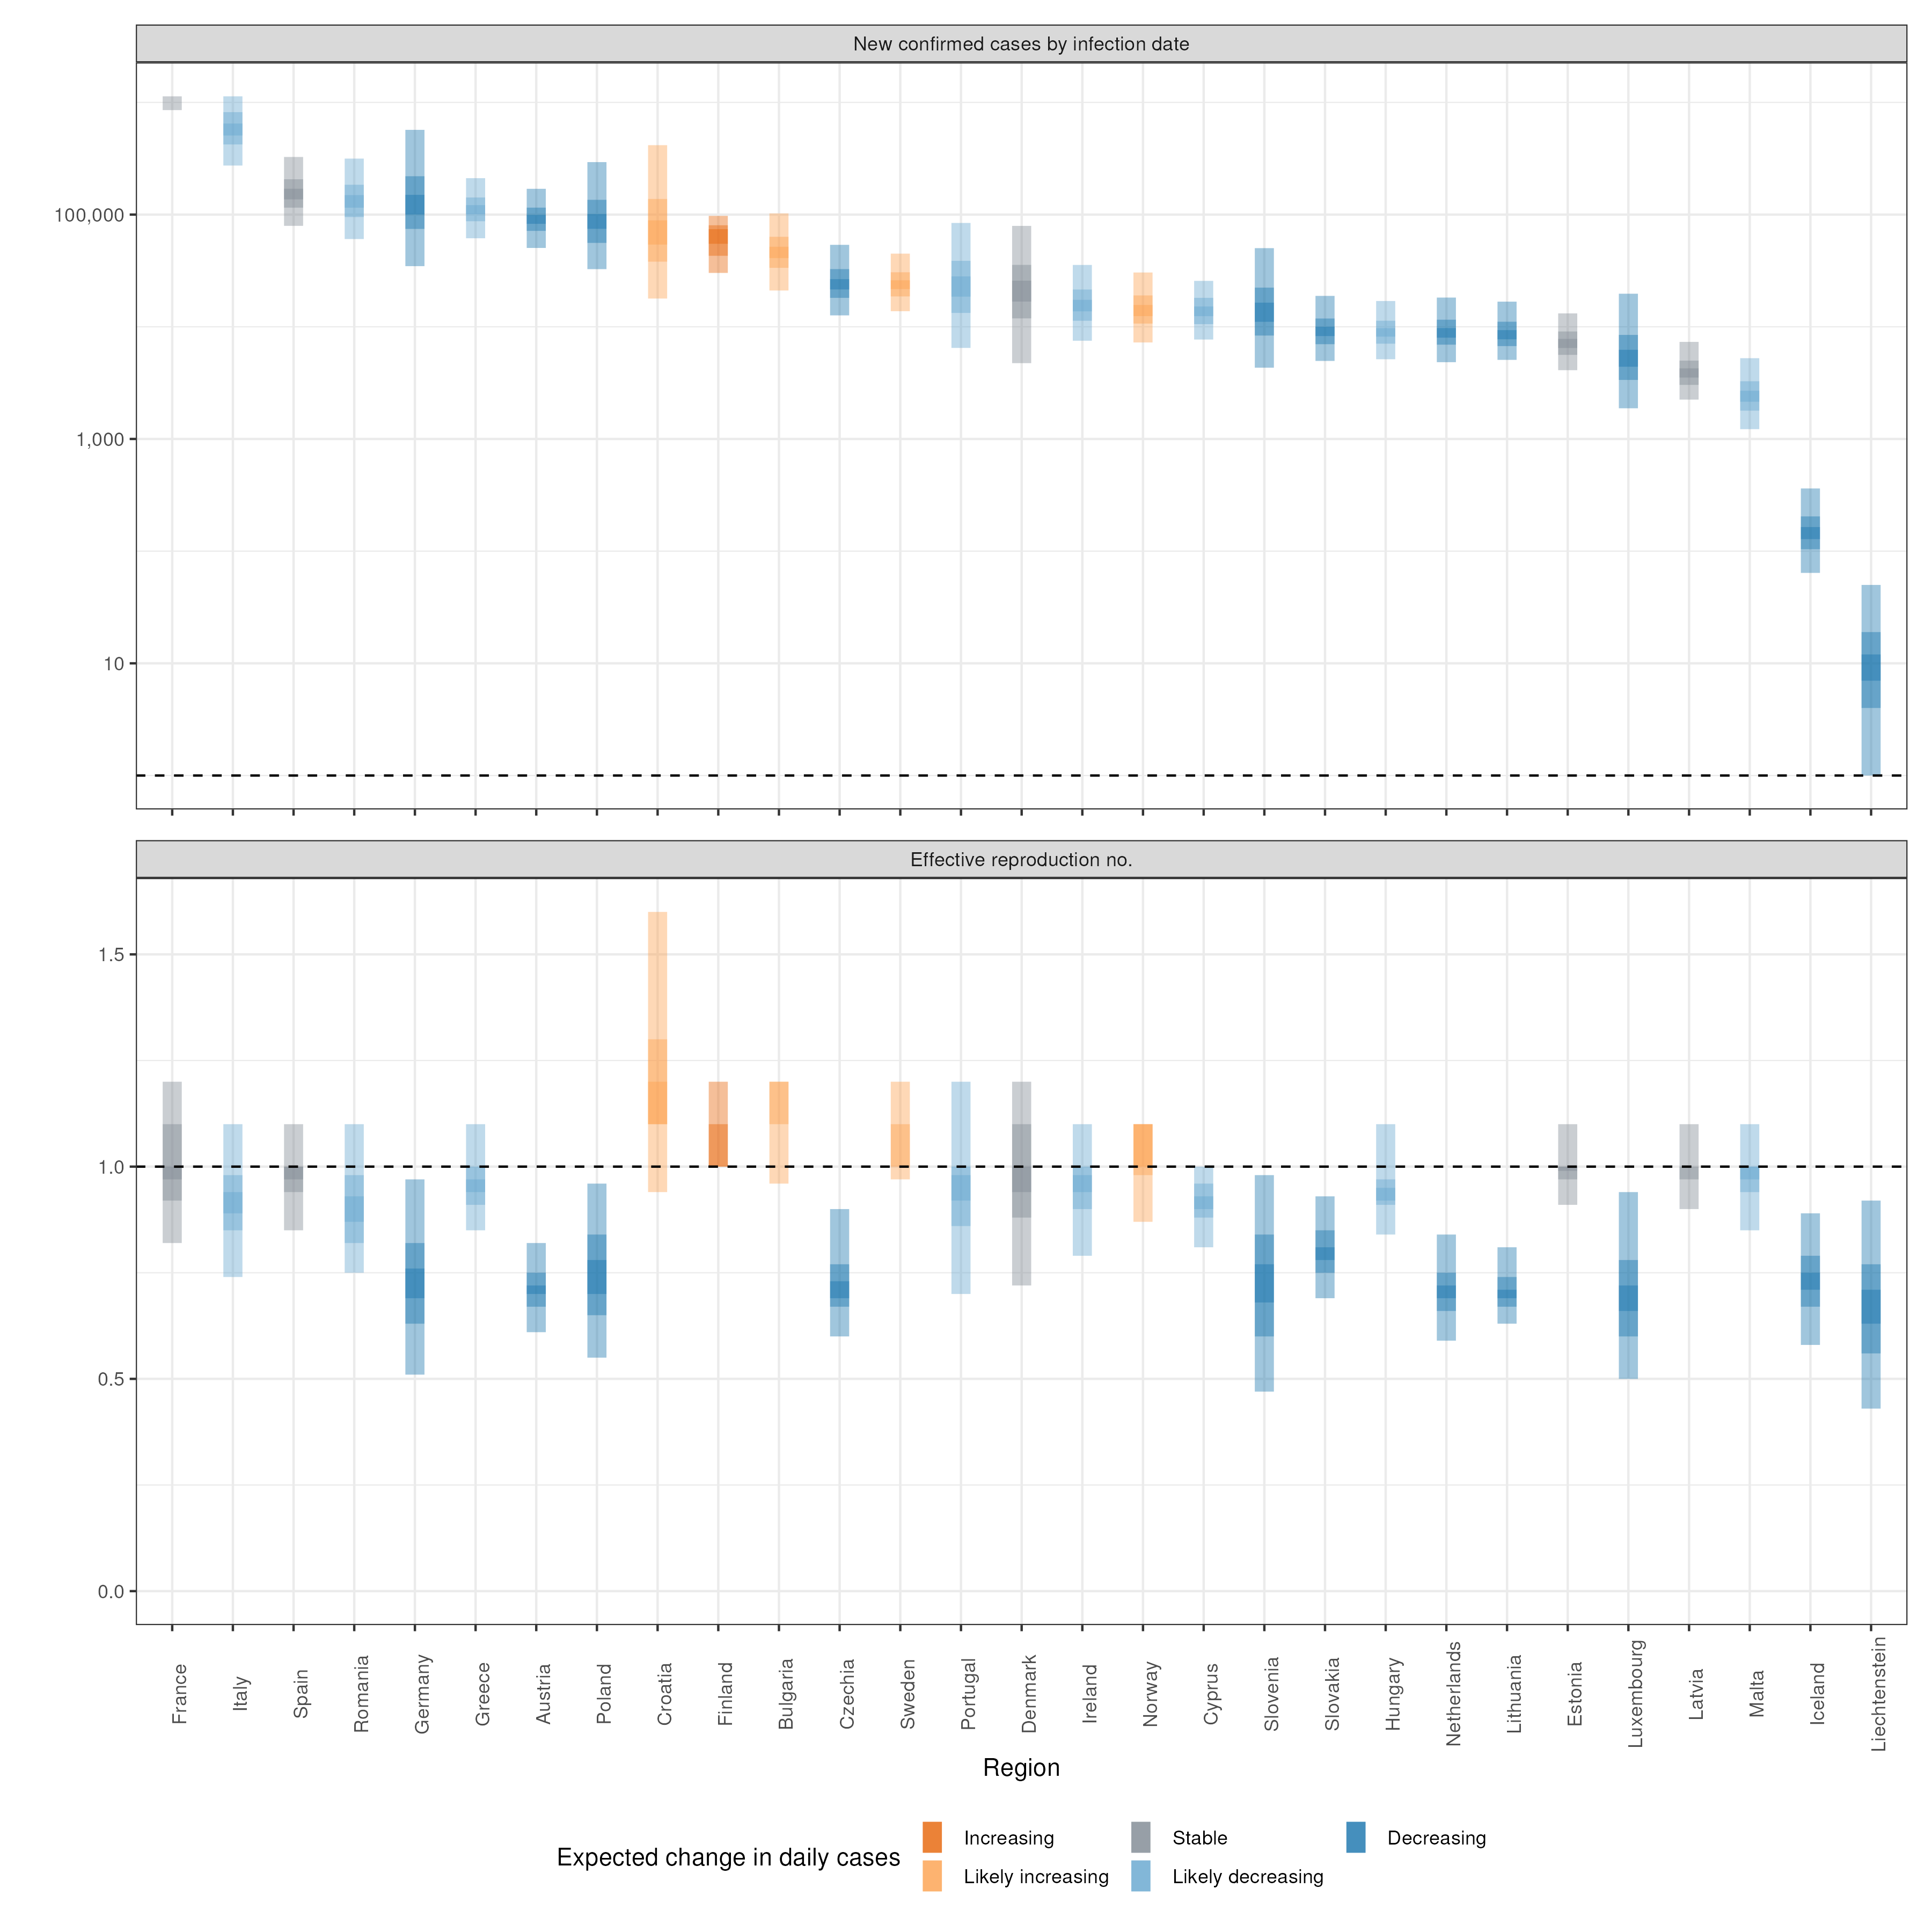 New confirmed cases by infection date
100,000
1,000
10
Effective reproduction no.
1.5
1.0
0.5
0.0
France
Italy
Spain
Romania
Germany
Greece
Austria
Poland
Croatia
Finland
Bulgaria
Czechia
Sweden
Portugal
Denmark
Ireland
Norway
Cyprus
Slovenia
Slovakia
Hungary
Netherlands
Lithuania
Estonia
Luxembourg
Latvia
Malta
Iceland
Liechtenstein
Region
Expected change in daily cases
Increasing
Likely increasing
Stable
Likely decreasing
Decreasing